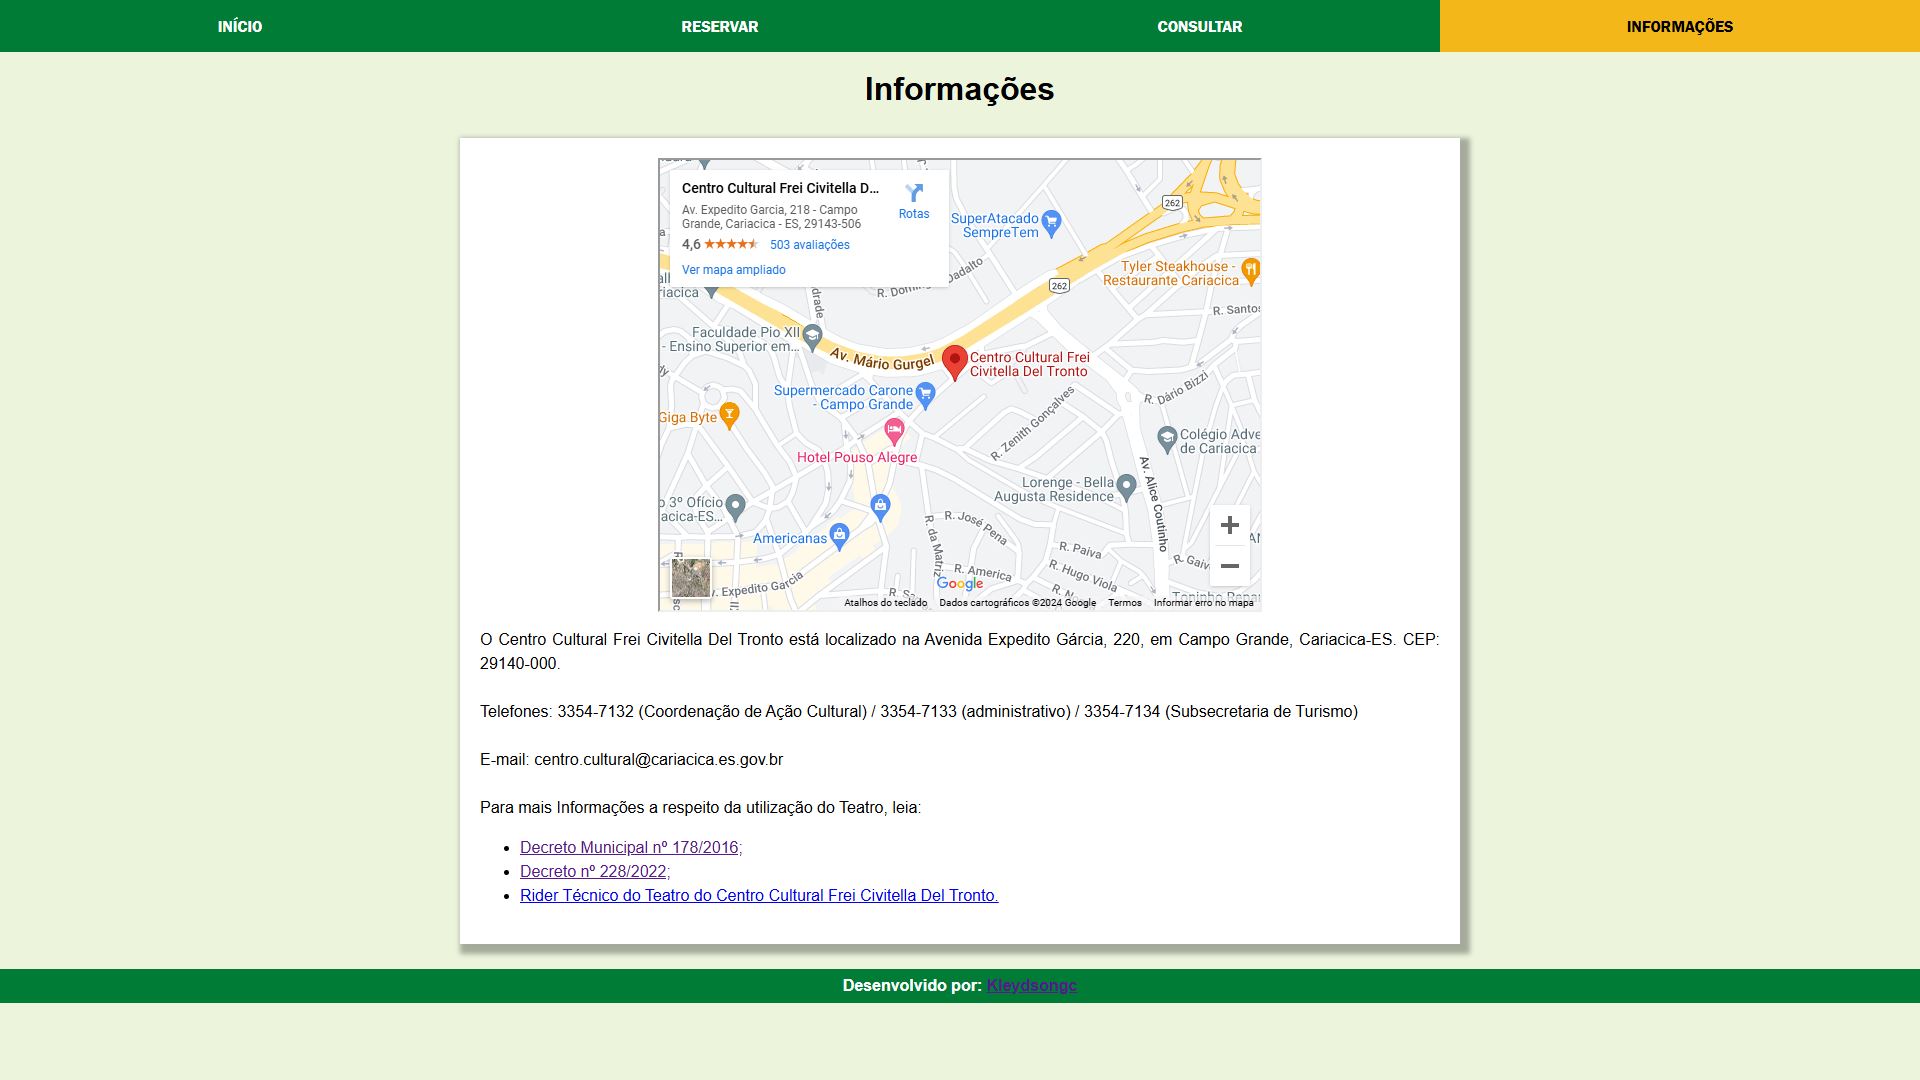 INÍCIO
RESERVAR
CONSULTAR
INFORMAÇÕES
Informações
Centro Cultural Frei Civitella D...
Av. Expedito Garcia, 218 - Campo
Grande, Cariacica - ES, 29143-506
4,6
503 avaliações
Ver mapa ampliado
Rotas
262
SuperAtacado
SempreTem
Tyler Steakhouse -
Restaurante Cariacica
262
R. Santos
Dadalto
R. Doming
drade
riacica
Faculdade Pio XII
- Ensino Superior em...
Av. Mário Gurgel
Centro Cultural Frei
Civitella Del Tronto
Supermercado Carone
- Campo Grande
R. Dário Bizzi
R. Zenith Gonçalves
Giga Byte
Hotel Pouso Alegre
Colégio Adve
de Cariacica
Av. Alice Coutinho
Lorenge - Bella
Augusta Residence
o 3º Ofício
acica-ES...
R. José Pena
R. da Matriz
Americanas
R. Paiva
R. Gaiv
R. America
R. Hugo Viola
. Expedito Garcia
Google
Atalhos do teclado
Dados cartográficos ©2024 Google
Termos
Informar erro no mapa
O Centro Cultural Frei Civitella Del Tronto está localizado na Avenida Expedito Gárcia, 220, em Campo Grande, Cariacica-ES. CEP:
29140-000.
Telefones: 3354-7132 (Coordenação de Ação Cultural) / 3354-7133 (administrativo) / 3354-7134 (Subsecretaria de Turismo)
E-mail: centro.cultural@cariacica.es.gov.br
Para mais Informações a respeito da utilização do Teatro, leia:
• Decreto Municipal nº 178/2016;
• Decreto nº 228/2022;
• Rider Técnico do Teatro do Centro Cultural Frei Civitella Del Tronto.
Desenvolvido por: Kleydsongc